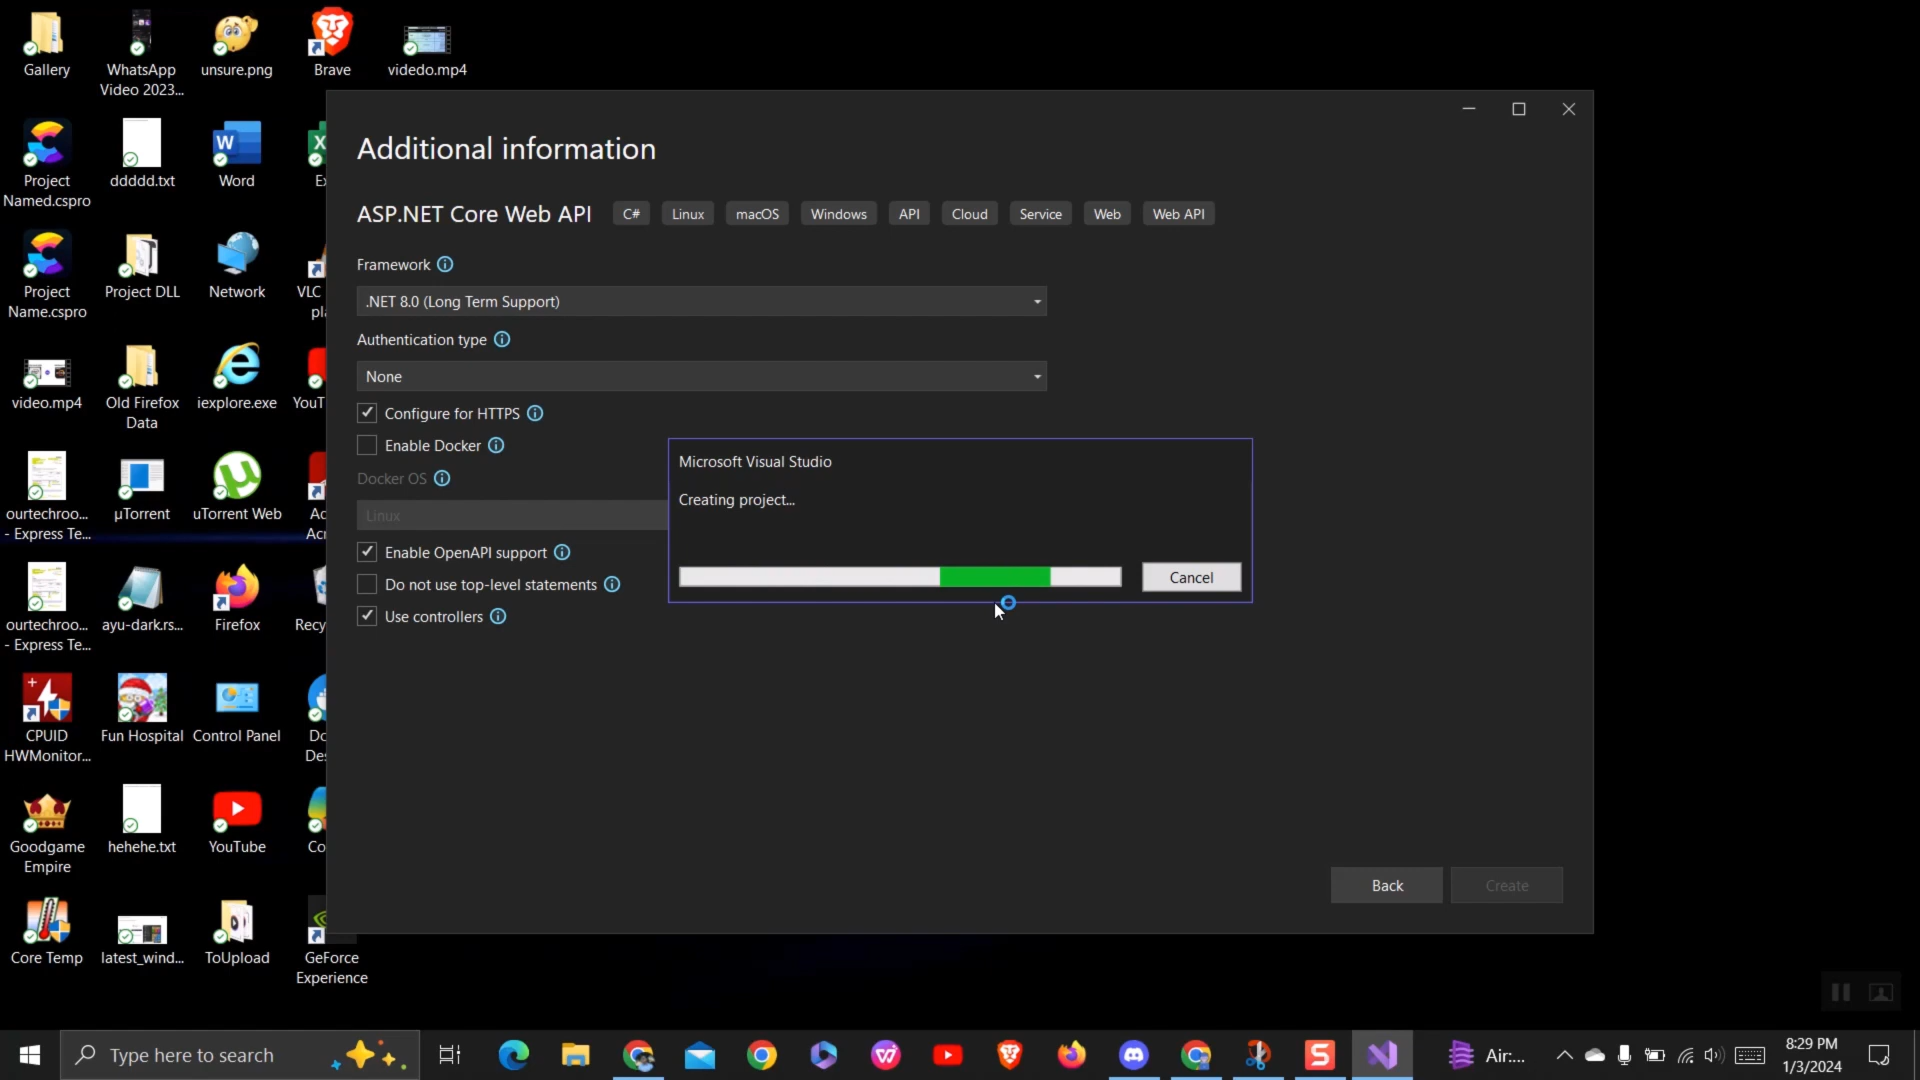 Gallery
WhatsApp
Video 2023...
unsure.png
Brave
videdo.mp4
Project
Named.cspro
ddddd.txt
Word
Project
Name.cspro
Project DLL
Network
VLC
video.mp4
Old Firefox
Data
iexplore.exe
ourtechroo...
- Express Te...
µTorrent
uTorrent Web
ourtechroo...
- Express Te...
ayu-dark.rs...
Firefox
CPUID
HWMonitor...
Fun Hospital
Control Panel
Goodgame
Empire
hehehe.txt
YouTube
Core Temp
latest_wind...
ToUpload
GeForce
Experience
Additional information
ASP.NET Core Web API
C#
Linux
macOS
Windows
API
Cloud
Service
Web
Web API
Framework
.NET 8.0 (Long Term Support)
Authentication type
None
Configure for HTTPS
Enable Docker
Docker OS
Linux
Enable OpenAPI support
Do not use top-level statements
Use controllers
Microsoft Visual Studio
Creating project...
Cancel
Back
Create
Type here to search
Air:...
8:29 PM
1/3/2024